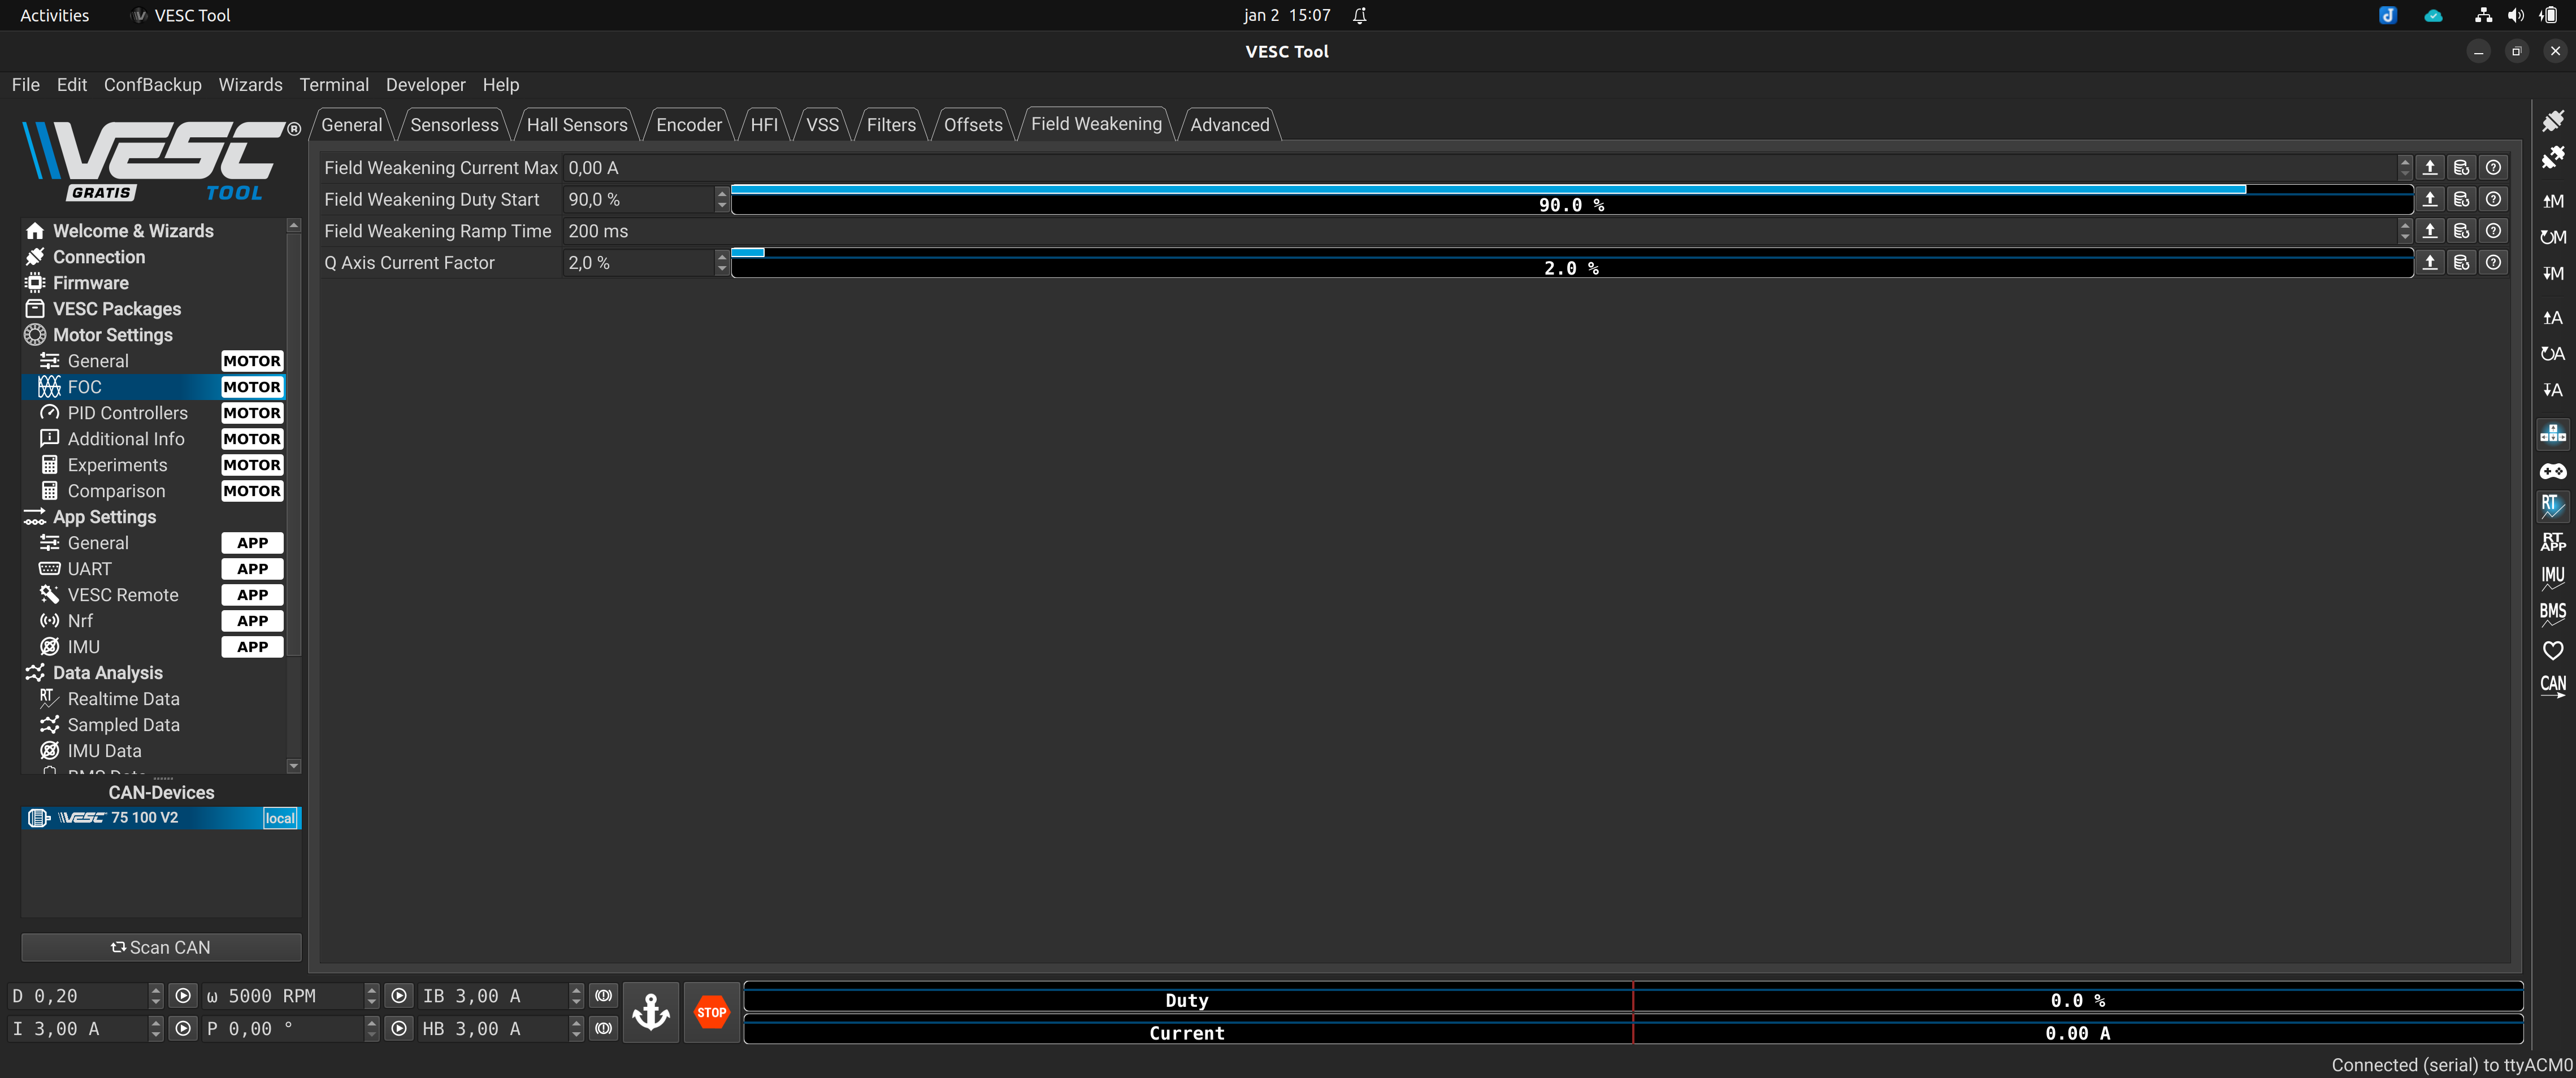 Activities
VESC Tool
jan 2 15:07
VESC Tool
File Edit ConfBackup Wizards Terminal Developer Help
VESC®
GRATIS TOOL
General Sensorless Hall Sensors Encoder HFI VSS Filters Offsets Field Weakening Advanced
Field Weakening Current Max 0,00 A
Field Weakening Duty Start 90,0 % 90.0 %
Field Weakening Ramp Time 200 ms
Q Axis Current Factor 2,0 % 2.0 %
Welcome & Wizards
Connection
Firmware
VESC Packages
Motor Settings
General MOTOR
FOC MOTOR
PID Controllers MOTOR
Additional Info MOTOR
Experiments MOTOR
Comparison MOTOR
App Settings
General APP
UART APP
VESC Remote APP
Nrf APP
IMU APP
Data Analysis
RT Realtime Data
Sampled Data
IMU Data
BMS Data
CAN-Devices
VESC 75 100 V2 local
Scan CAN
M
M
M
A
A
A
RT
RT APP
IMU
BMS
CAN
D 0,20 ω 5000 RPM IB 3,00 A
I 3,00 A P 0,00 ° HB 3,00 A
STOP
Duty 0.0 %
Current 0.00 A
Connected (serial) to ttyACM0